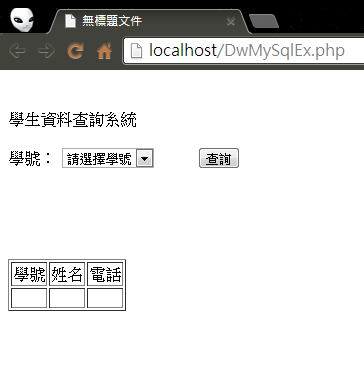 無標題文件
localhost/DwMySqlEx.php
學生資料查詢系統
學號： 請選擇學號 查詢
學號 姓名 電話